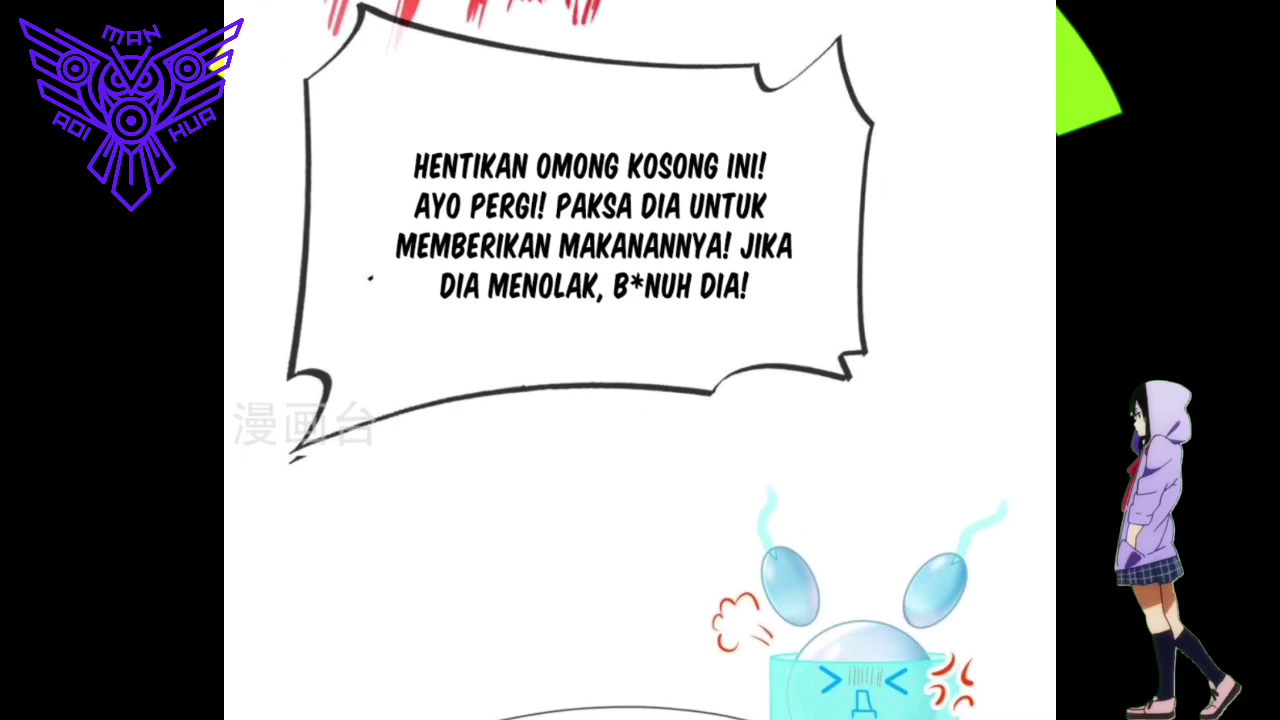 MAN
ADI HUA
HENTIKAN OMONG KOSONG INI!
AYO PERGI! PAKSA DIA UNTUK
MEMBERIKAN MAKANANNYA! JIKA
DIA MENOLAK, B*NUH DIA!
漫画台